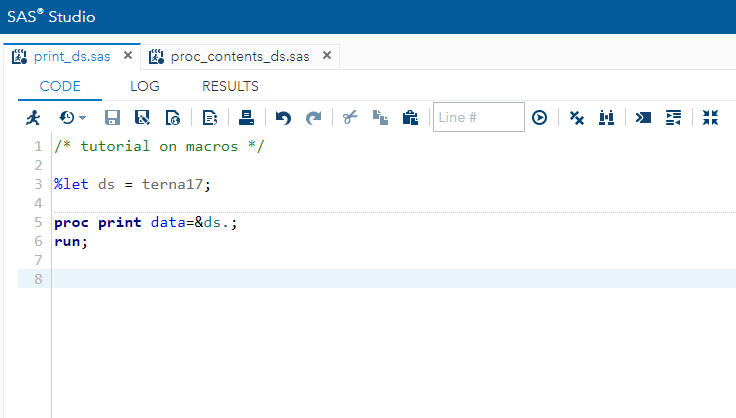 SAS® Studio
print_ds.sas × proc_contents_ds.sas ×
CODE LOG RESULTS
Line #
1 /* tutorial on macros */
2
3 %let ds = terna17;
4
5 proc print data=&ds.;
6 run;
7
8